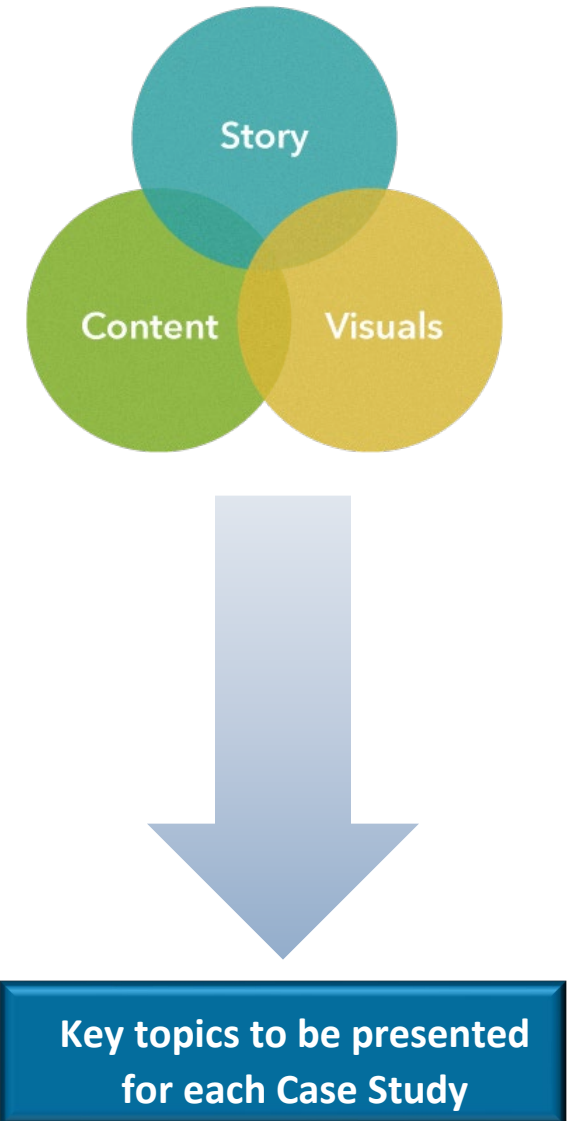 Story
Content
Visuals
Key topics to be presented
for each Case Study